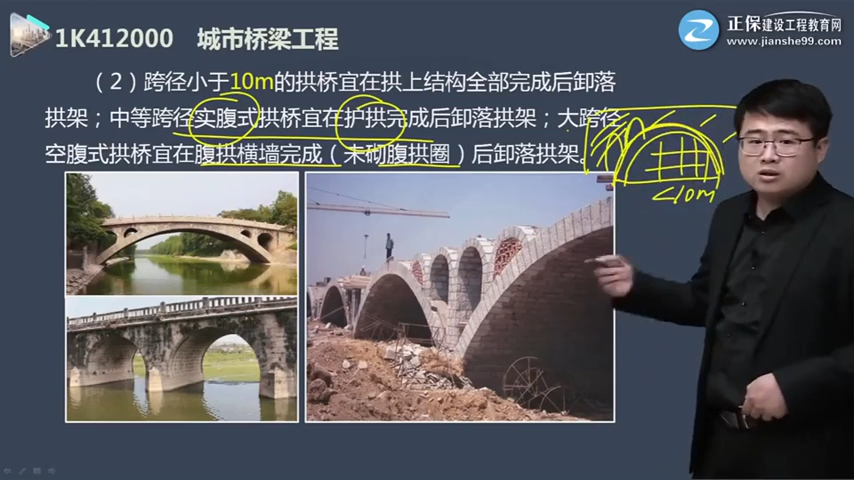 1K412000 城市桥梁工程
正保建设工程教育网
www.jianshe99.com
（2）跨径小于10m的拱桥宜在拱上结构全部完成后卸落
拱架；中等跨径实腹式拱桥宜在护拱完成后卸落拱架；大跨径
空腹式拱桥宜在腹拱横墙完成（未砌腹拱圈）后卸落拱架。
<10m